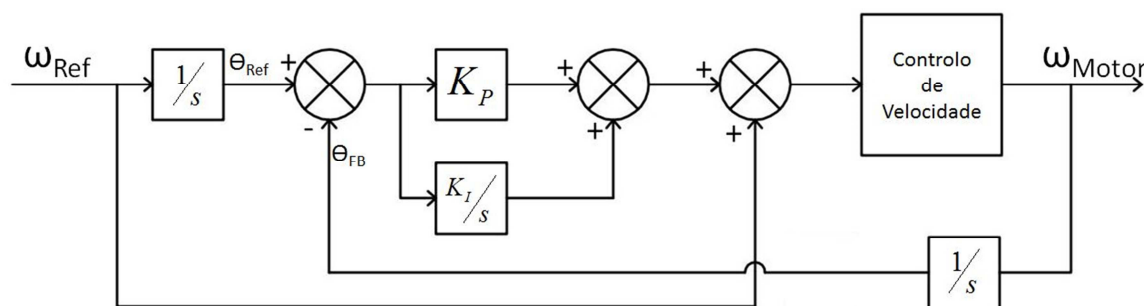 ω_Ref
1/s
Θ_Ref
+
-
Θ_FB
K_P
K_I/s
+
+
+
+
Controlo
de
Velocidade
ω_Motor
1/s